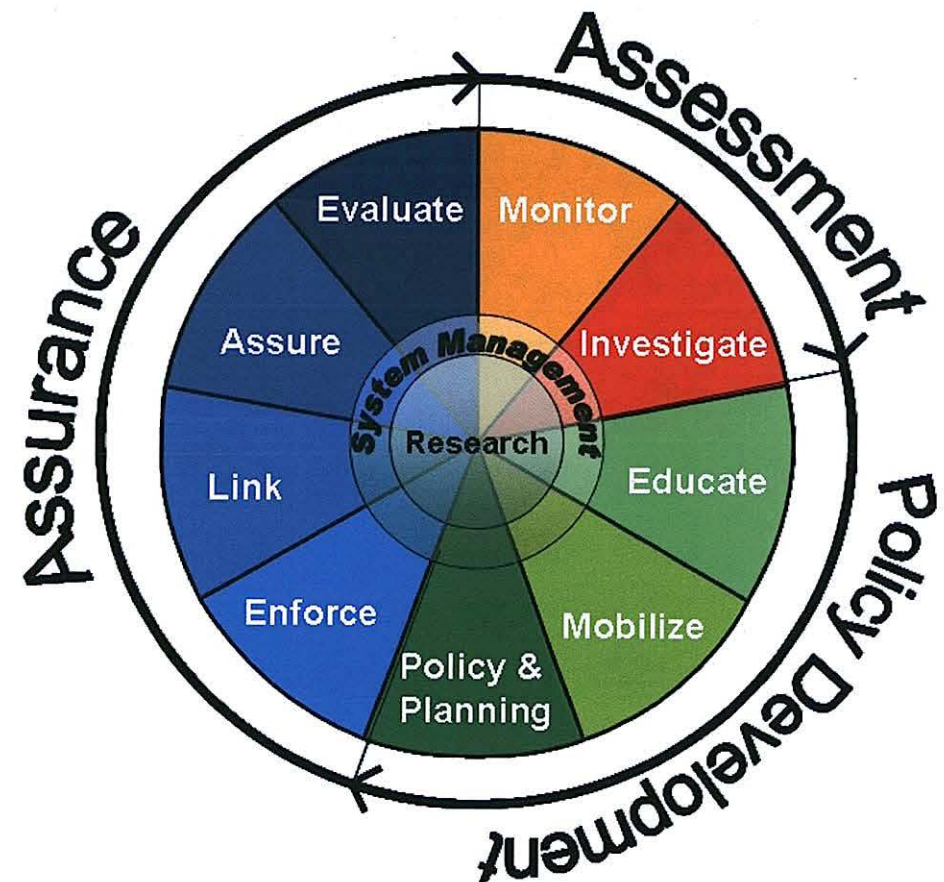 Assessment
Policy Development
Assurance
Monitor
Investigate
Educate
Mobilize
Policy &
Planning
Enforce
Link
Assure
Evaluate
System Management
Research